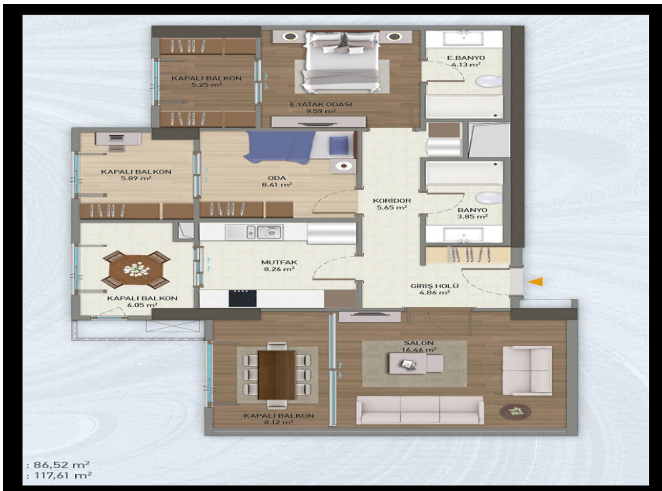 E.BANYO
4.13 m²
KAPALI BALKON
5.25 m²
E.YATAK ODASI
9.59 m²
KAPALI BALKON
5.89 m²
ODA
8.41 m²
KORİDOR
5.65 m²
BANYO
3.85 m²
MUTFAK
8.26 m²
GİRİŞ HOLÜ
4.86 m²
KAPALI BALKON
6.05 m²
SALON
16.46 m²
KAPALI BALKON
8.12 m²
: 86,52 m²
: 117,61 m²